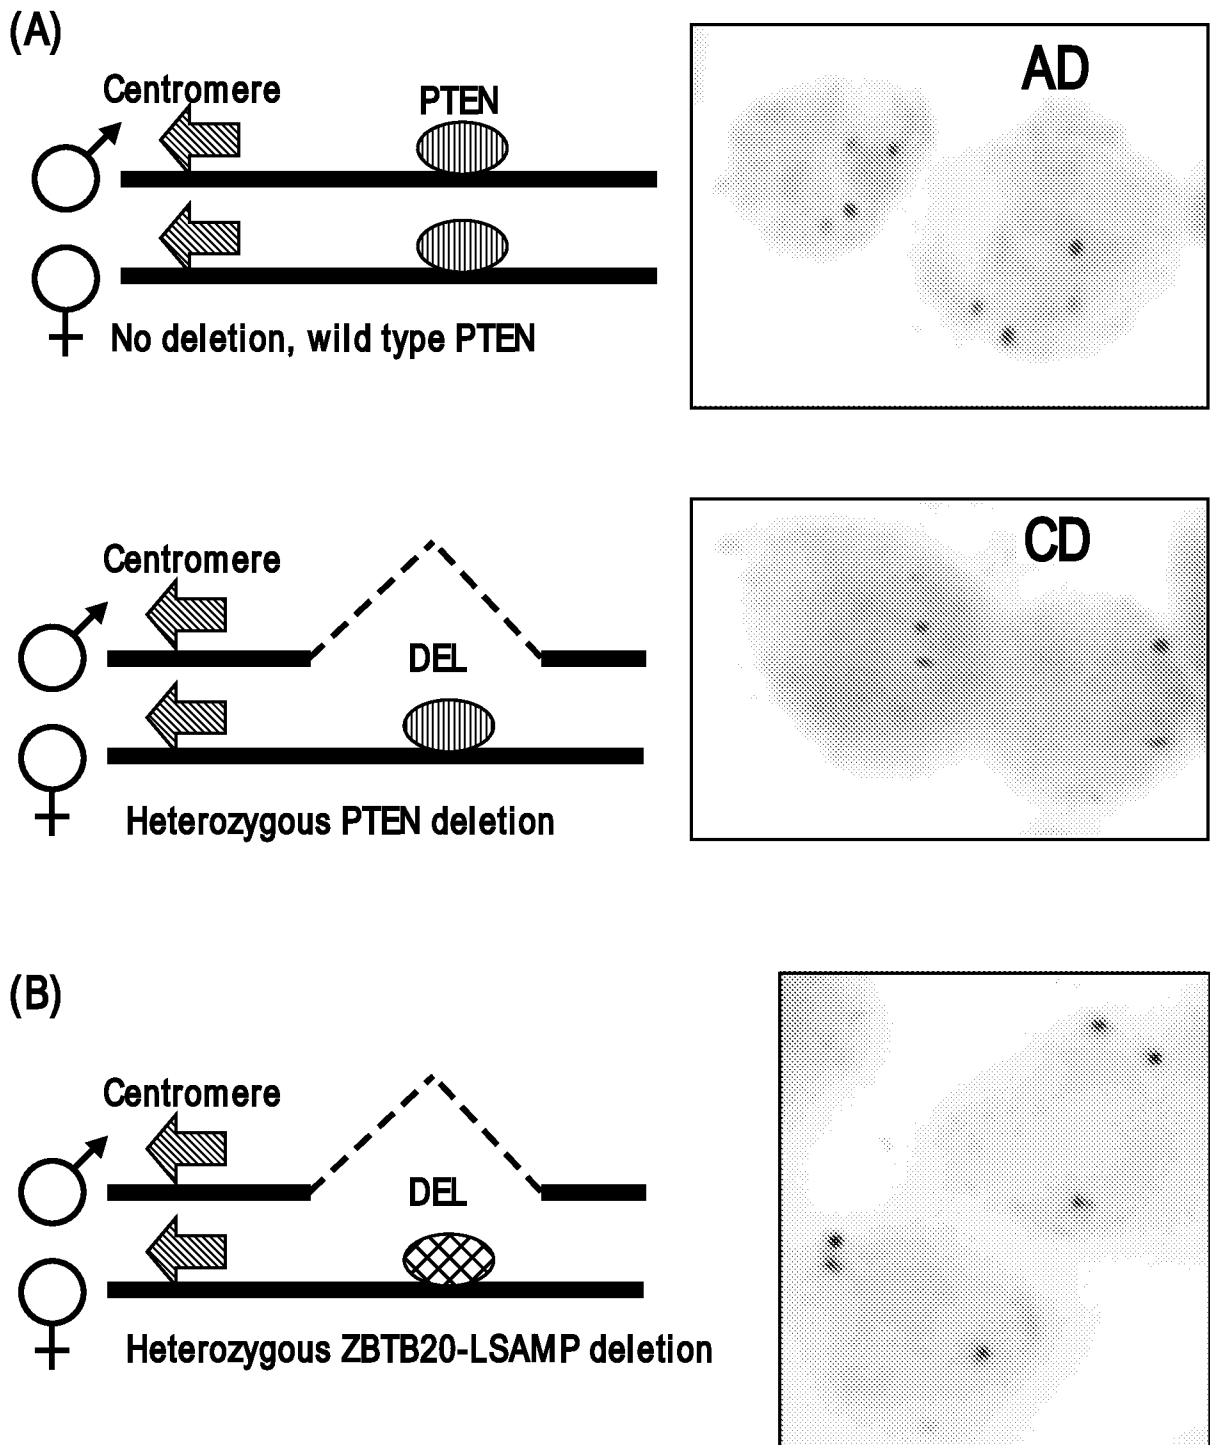 (A)
Centromere
PTEN
AD
No deletion, wild type PTEN
Centromere
CD
DEL
Heterozygous PTEN deletion
(B)
Centromere
DEL
Heterozygous ZBTB20-LSAMP deletion